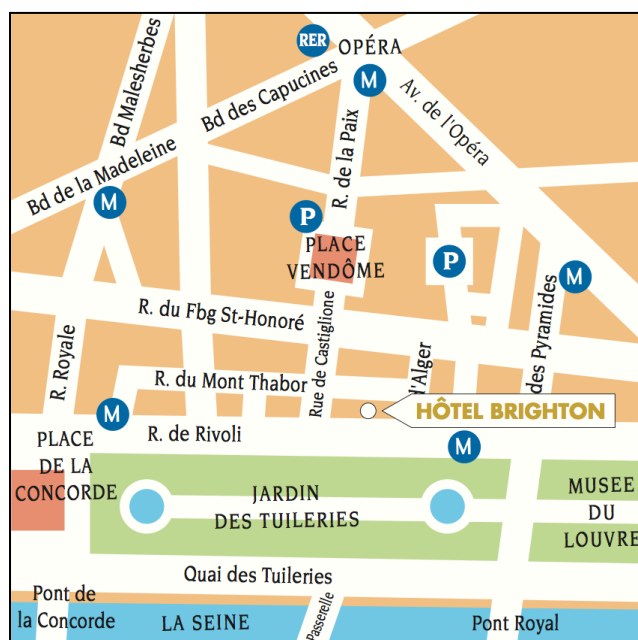 RER
OPÉRA
M
Bd Malesherbes
Bd des Capucines
Av. de l'Opéra
R. de la Paix
Bd de la Madeleine
M
P
PLACE
VENDÔME
P
M
R. du Fbg St-Honoré
Rue de Castiglione
des Pyramides
R. Royale
R. du Mont Thabor
d'Alger
HÔTEL BRIGHTON
M
R. de Rivoli
M
PLACE
DE LA
CONCORDE
JARDIN
DES TUILERIES
MUSEE
DU
LOUVRE
Quai des Tuileries
Pont de
la Concorde
LA SEINE
Passerelle
Pont Royal